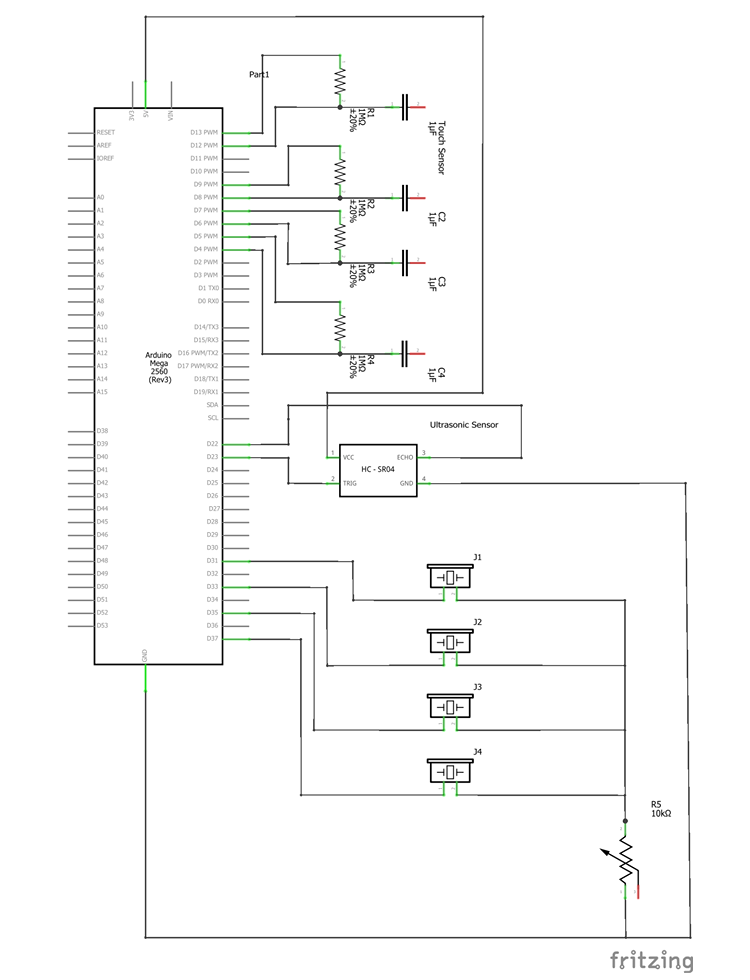 Part1
3V3
5V
VIN
RESET
AREF
IOREF
A0
A1
A2
A3
A4
A5
A6
A7
A8
A9
A10
A11
A12
A13
A14
A15
D38
D39
D40
D41
D42
D43
D44
D45
D46
D47
D48
D49
D50
D51
D52
D53
Arduino
Mega
2560
(Rev3)
D13 PWM
D12 PWM
D11 PWM
D10 PWM
D9 PWM
D8 PWM
D7 PWM
D6 PWM
D5 PWM
D4 PWM
D2 PWM
D3 PWM
D1 TX0
D0 RX0
D14/TX3
D15/RX3
D16 PWM/TX2
D17 PWM/RX2
D18/TX1
D19/RX1
SDA
SCL
D22
D23
D24
D25
D26
D27
D28
D29
D30
D31
D32
D33
D34
D35
D36
D37
GND
R1
1MΩ
±20%
Touch Sensor
1µF
R2
1MΩ
±20%
C2
1µF
R3
1MΩ
±20%
C3
1µF
R4
1MΩ
±20%
C4
1µF
Ultrasonic Sensor
1 VCC ECHO 3
HC - SR04
2 TRIG GND 4
J1
J2
J3
J4
R5
10kΩ
fritzing